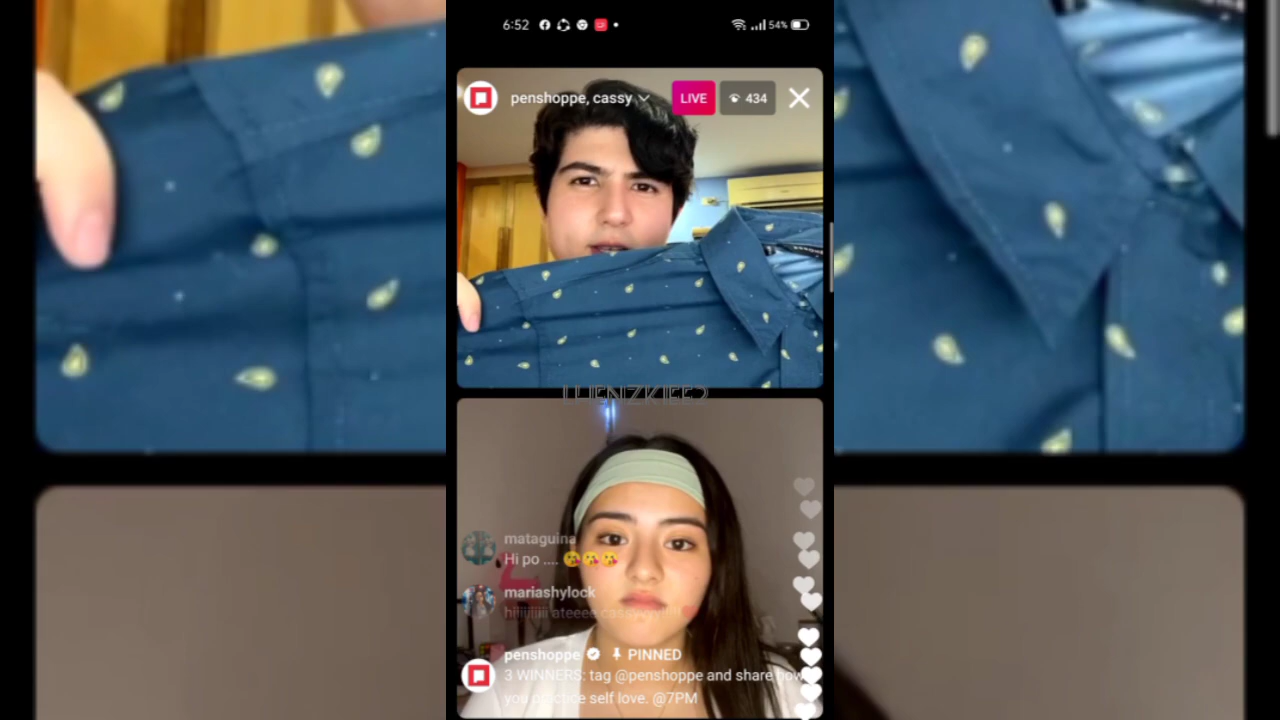 6:52
54%
penshoppe, cassy
LIVE
434
mataguina
Hi po ....
mariashylock
penshoppe PINNED
3 WINNERS: tag @penshoppe and share how
you practice self love. @7PM